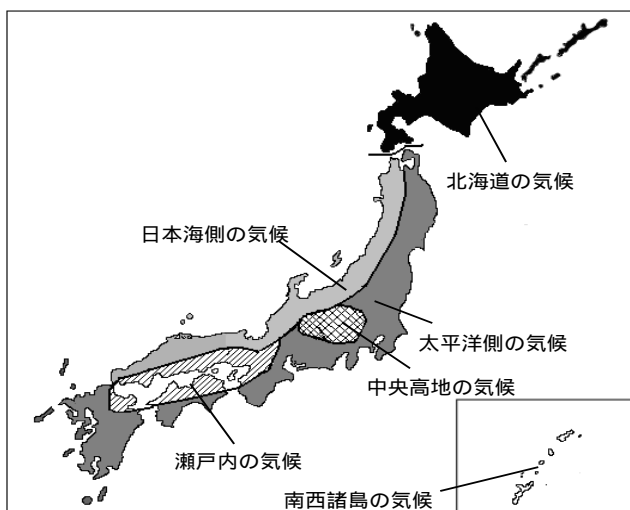 北海道の気候
日本海側の気候
太平洋側の気候
中央高地の気候
瀬戸内の気候
南西諸島の気候